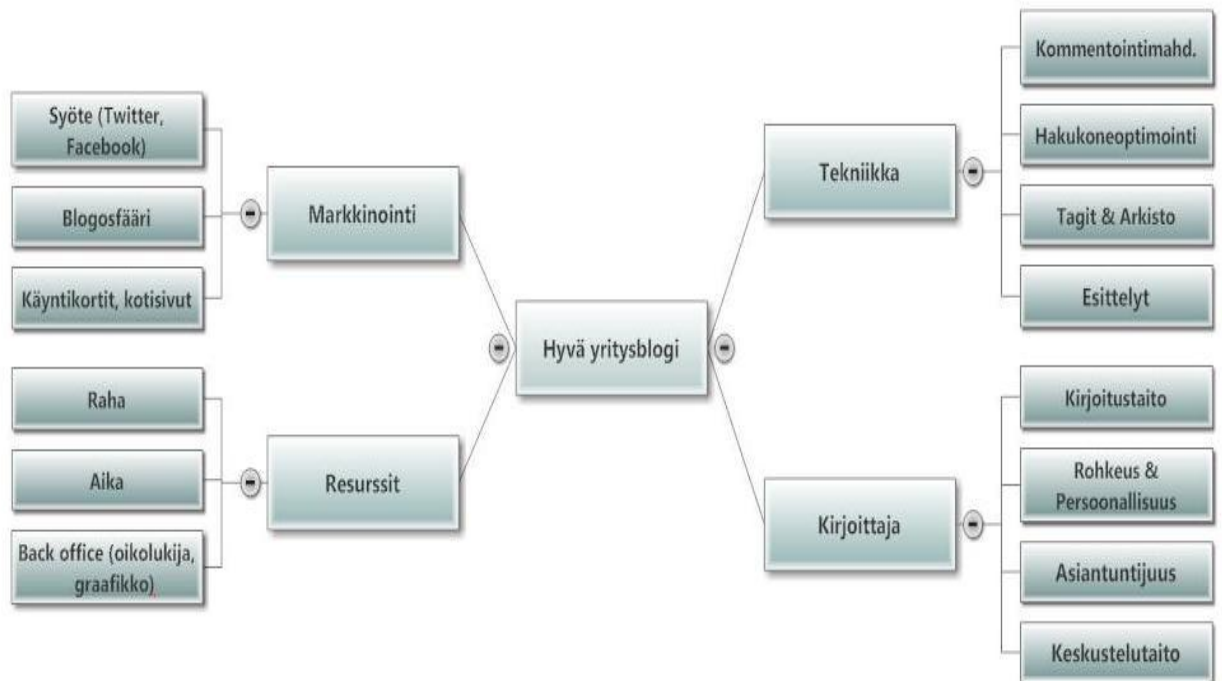 Syöte (Twitter,
Facebook)
Blogosfääri
Käyntikortit, kotisivut
Markkinointi
Raha
Aika
Back office (oikolukija,
graafikko)
Resurssit
Hyvä yritysblogi
Tekniikka
Kommentointimahd.
Hakukoneoptimointi
Tagit & Arkisto
Esittelyt
Kirjoittaja
Kirjoitustaito
Rohkeus &
Persoonallisuus
Asiantuntijuus
Keskustelutaito